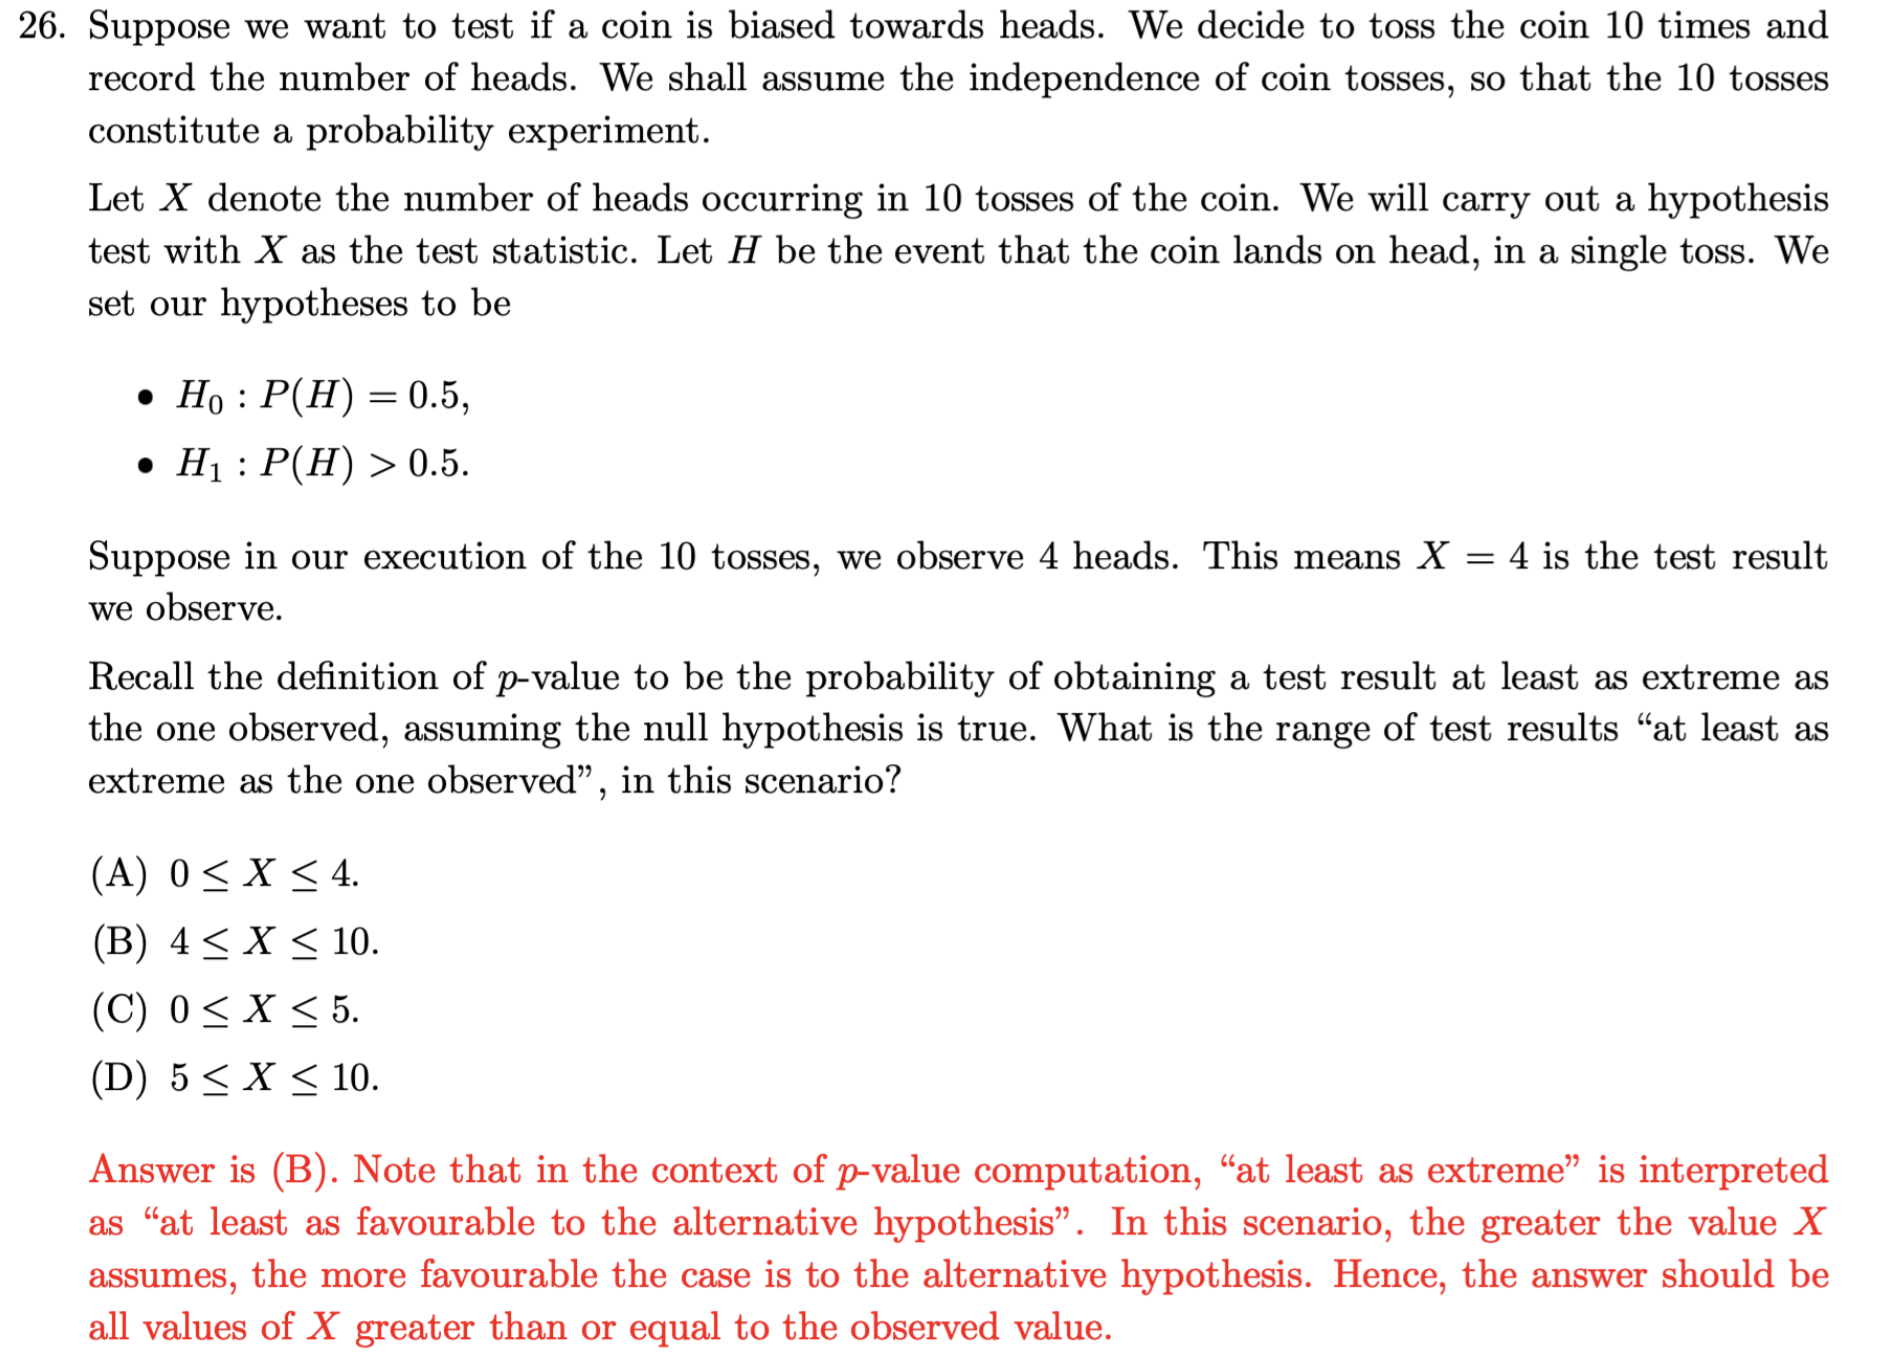 26. Suppose we want to test if a coin is biased towards heads. We decide to toss the coin 10 times and
record the number of heads. We shall assume the independence of coin tosses, so that the 10 tosses
constitute a probability experiment.
Let X denote the number of heads occurring in 10 tosses of the coin. We will carry out a hypothesis
test with X as the test statistic. Let H be the event that the coin lands on head, in a single toss. We
set our hypotheses to be
• H₀ : P(H) = 0.5,
• H₁ : P(H) > 0.5.
Suppose in our execution of the 10 tosses, we observe 4 heads. This means X = 4 is the test result
we observe.
Recall the definition of p-value to be the probability of obtaining a test result at least as extreme as
the one observed, assuming the null hypothesis is true. What is the range of test results “at least as
extreme as the one observed”, in this scenario?
(A) 0 ≤ X ≤ 4.
(B) 4 ≤ X ≤ 10.
(C) 0 ≤ X ≤ 5.
(D) 5 ≤ X ≤ 10.
Answer is (B). Note that in the context of p-value computation, “at least as extreme” is interpreted
as “at least as favourable to the alternative hypothesis”. In this scenario, the greater the value X
assumes, the more favourable the case is to the alternative hypothesis. Hence, the answer should be
all values of X greater than or equal to the observed value.